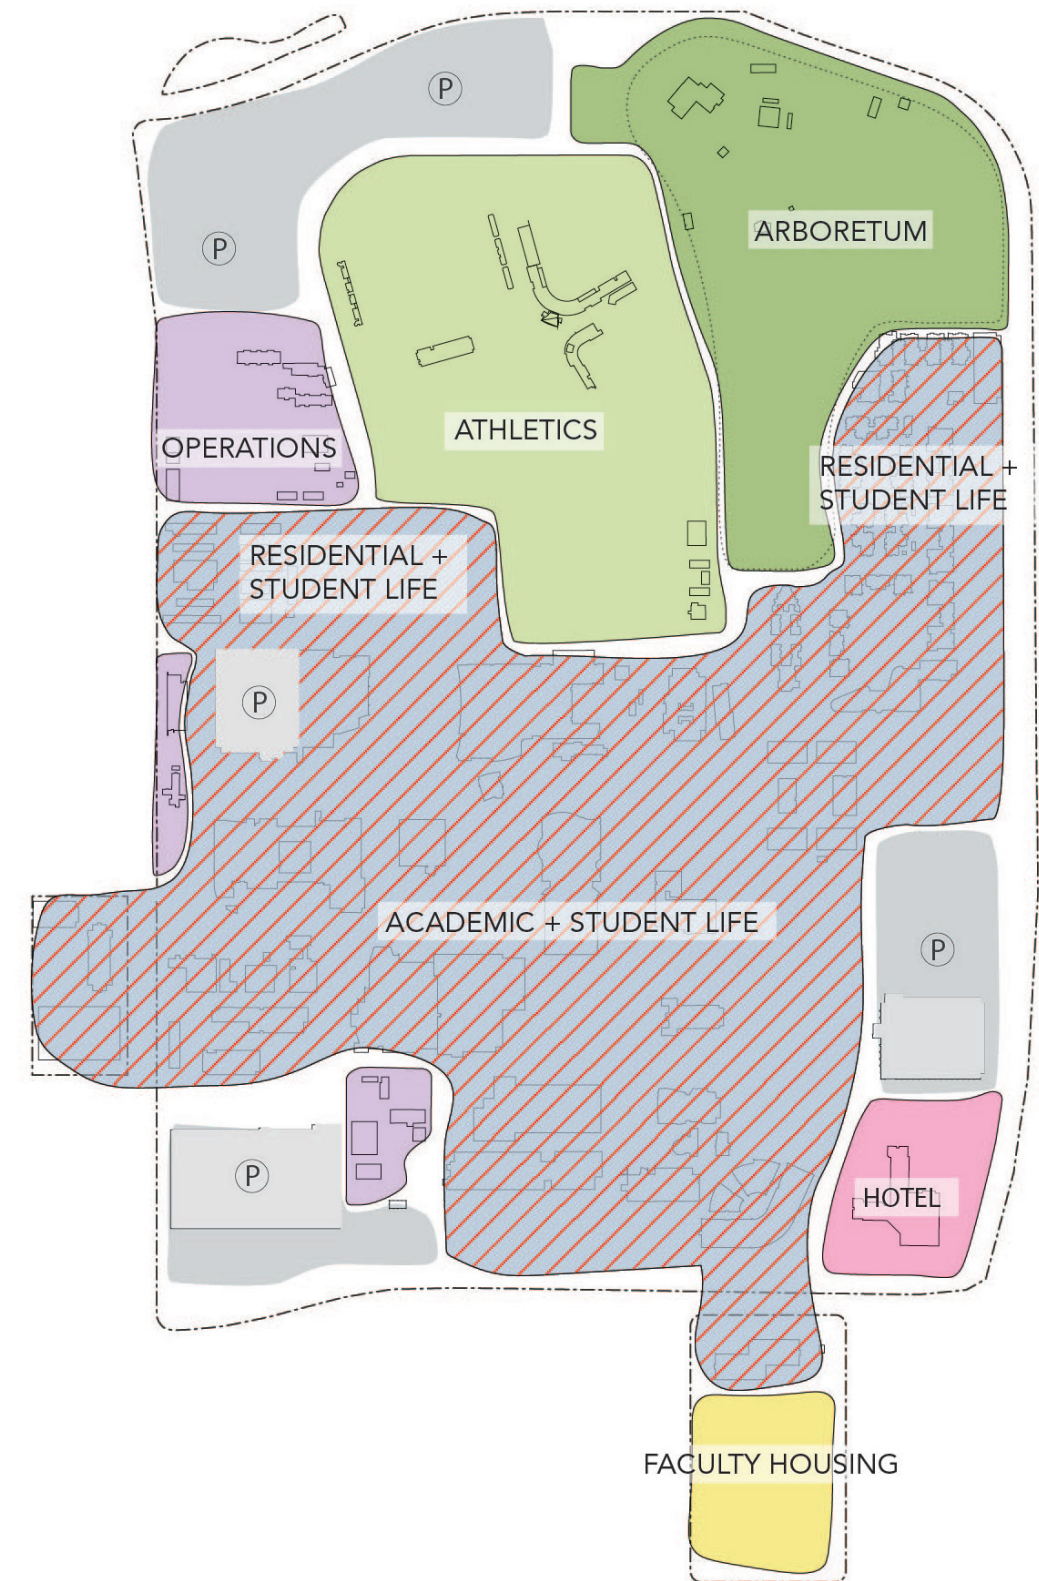 P
ARBORETUM
P
ATHLETICS
OPERATIONS
RESIDENTIAL +
STUDENT LIFE
RESIDENTIAL +
STUDENT LIFE
P
ACADEMIC + STUDENT LIFE
P
P
HOTEL
FACULTY HOUSING